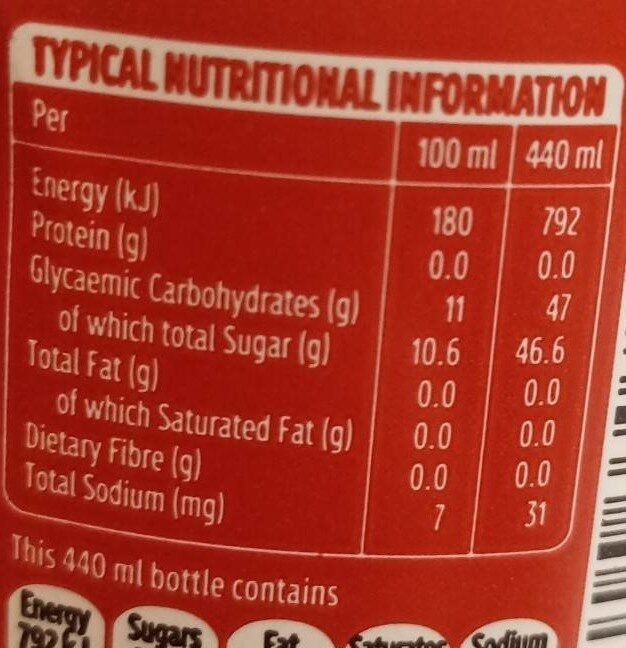 TYPICAL NUTRITIONAL INFORMATION
Per 100 ml 440 ml
Energy (kJ) 180 792
Protein (g) 0.0 0.0
Glycaemic Carbohydrates (g) 11 47
of which total Sugar (g) 10.6 46.6
Total Fat (g) 0.0 0.0
of which Saturated Fat (g) 0.0 0.0
Dietary Fibre (g) 0.0 0.0
Total Sodium (mg) 7 31
This 440 ml bottle contains
Energy Sugars Fat Saturates Sodium
792 kJ